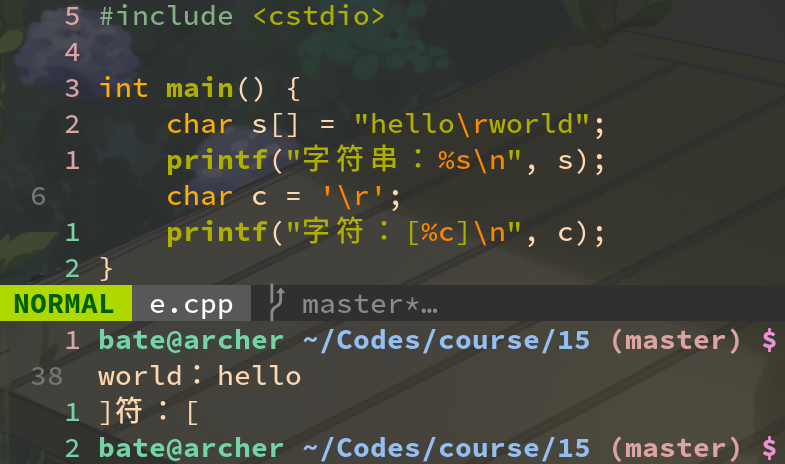 5 #include <cstdio>
4
3 int main() {
2     char s[] = "hello\rworld";
1     printf("字符串：%s\n", s);
6     char c = '\r';
1     printf("字符：[%c]\n", c);
2 }
NORMAL e.cpp master*…
1 bate@archer ~/Codes/course/15 (master) $
38 world：hello
1 ]符：[
2 bate@archer ~/Codes/course/15 (master) $